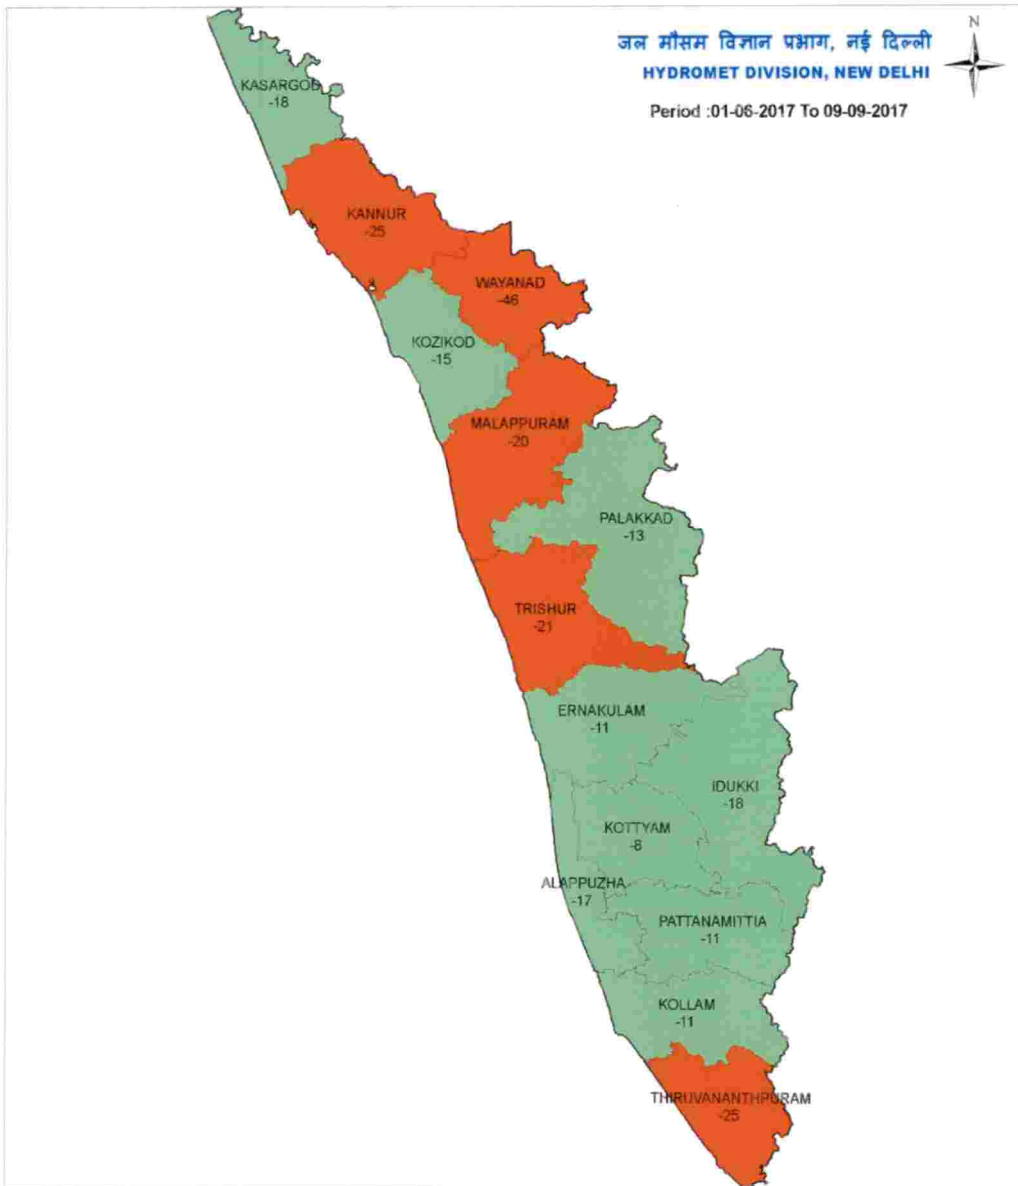 जल मौसम विज्ञान प्रभाग, नई दिल्ली
HYDROMET DIVISION, NEW DELHI
Period :01-06-2017 To 09-09-2017
N
KASARGOD
-18
KANNUR
-25
WAYANAD
-46
KOZIKOD
-15
MALAPPURAM
-20
PALAKKAD
-13
TRISHUR
-21
ERNAKULAM
-11
IDUKKI
-18
KOTTYAM
-8
ALAPPUZHA
-17
PATTANAMITTIA
-11
KOLLAM
-11
THIRUVANANTHPURAM
-25